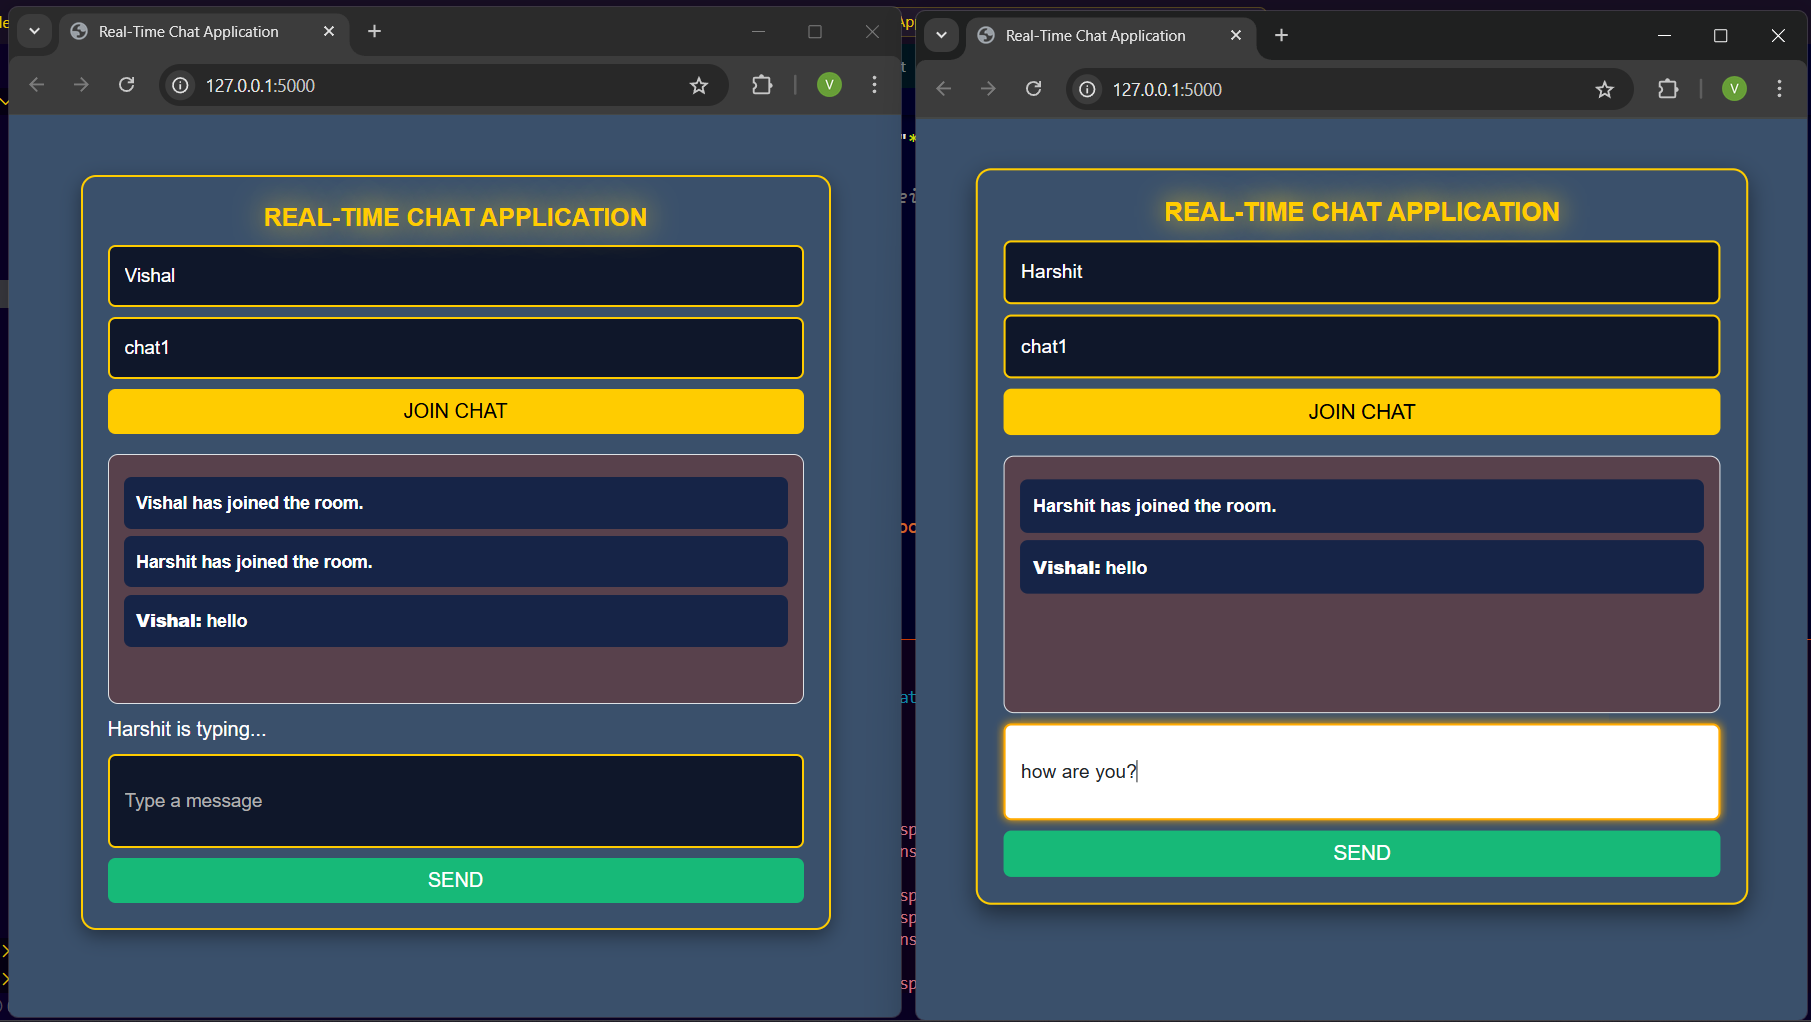 Real-Time Chat Application
127.0.0.1:5000
V
REAL-TIME CHAT APPLICATION
Vishal
chat1
JOIN CHAT
Vishal has joined the room.
Harshit has joined the room.
Vishal: hello
Harshit is typing...
Type a message
SEND
Real-Time Chat Application
127.0.0.1:5000
V
REAL-TIME CHAT APPLICATION
Harshit
chat1
JOIN CHAT
Harshit has joined the room.
Vishal: hello
how are you?
SEND